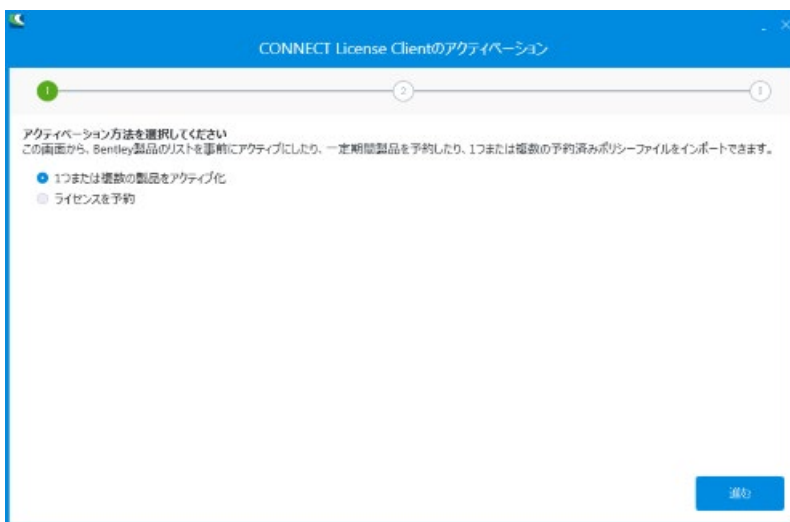 CONNECT License Clientのアクティベーション
1
2
3
アクティベーション方法を選択してください
この画面から、Bentley製品のリストを事前にアクティブにしたり、一定期間製品を予約したり、1つまたは複数の予約済みポリシーファイルをインポートできます。
1つまたは複数の製品をアクティブ化
ライセンスを予約
進む